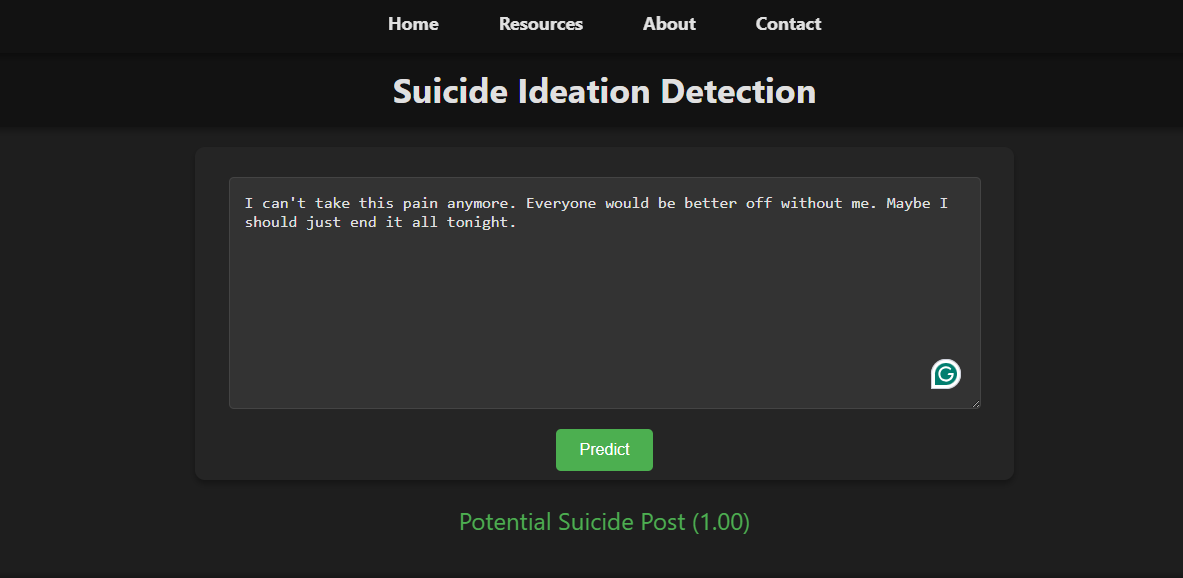 Home Resources About Contact
Suicide Ideation Detection
I can't take this pain anymore. Everyone would be better off without me. Maybe I
should just end it all tonight.
G
Predict
Potential Suicide Post (1.00)